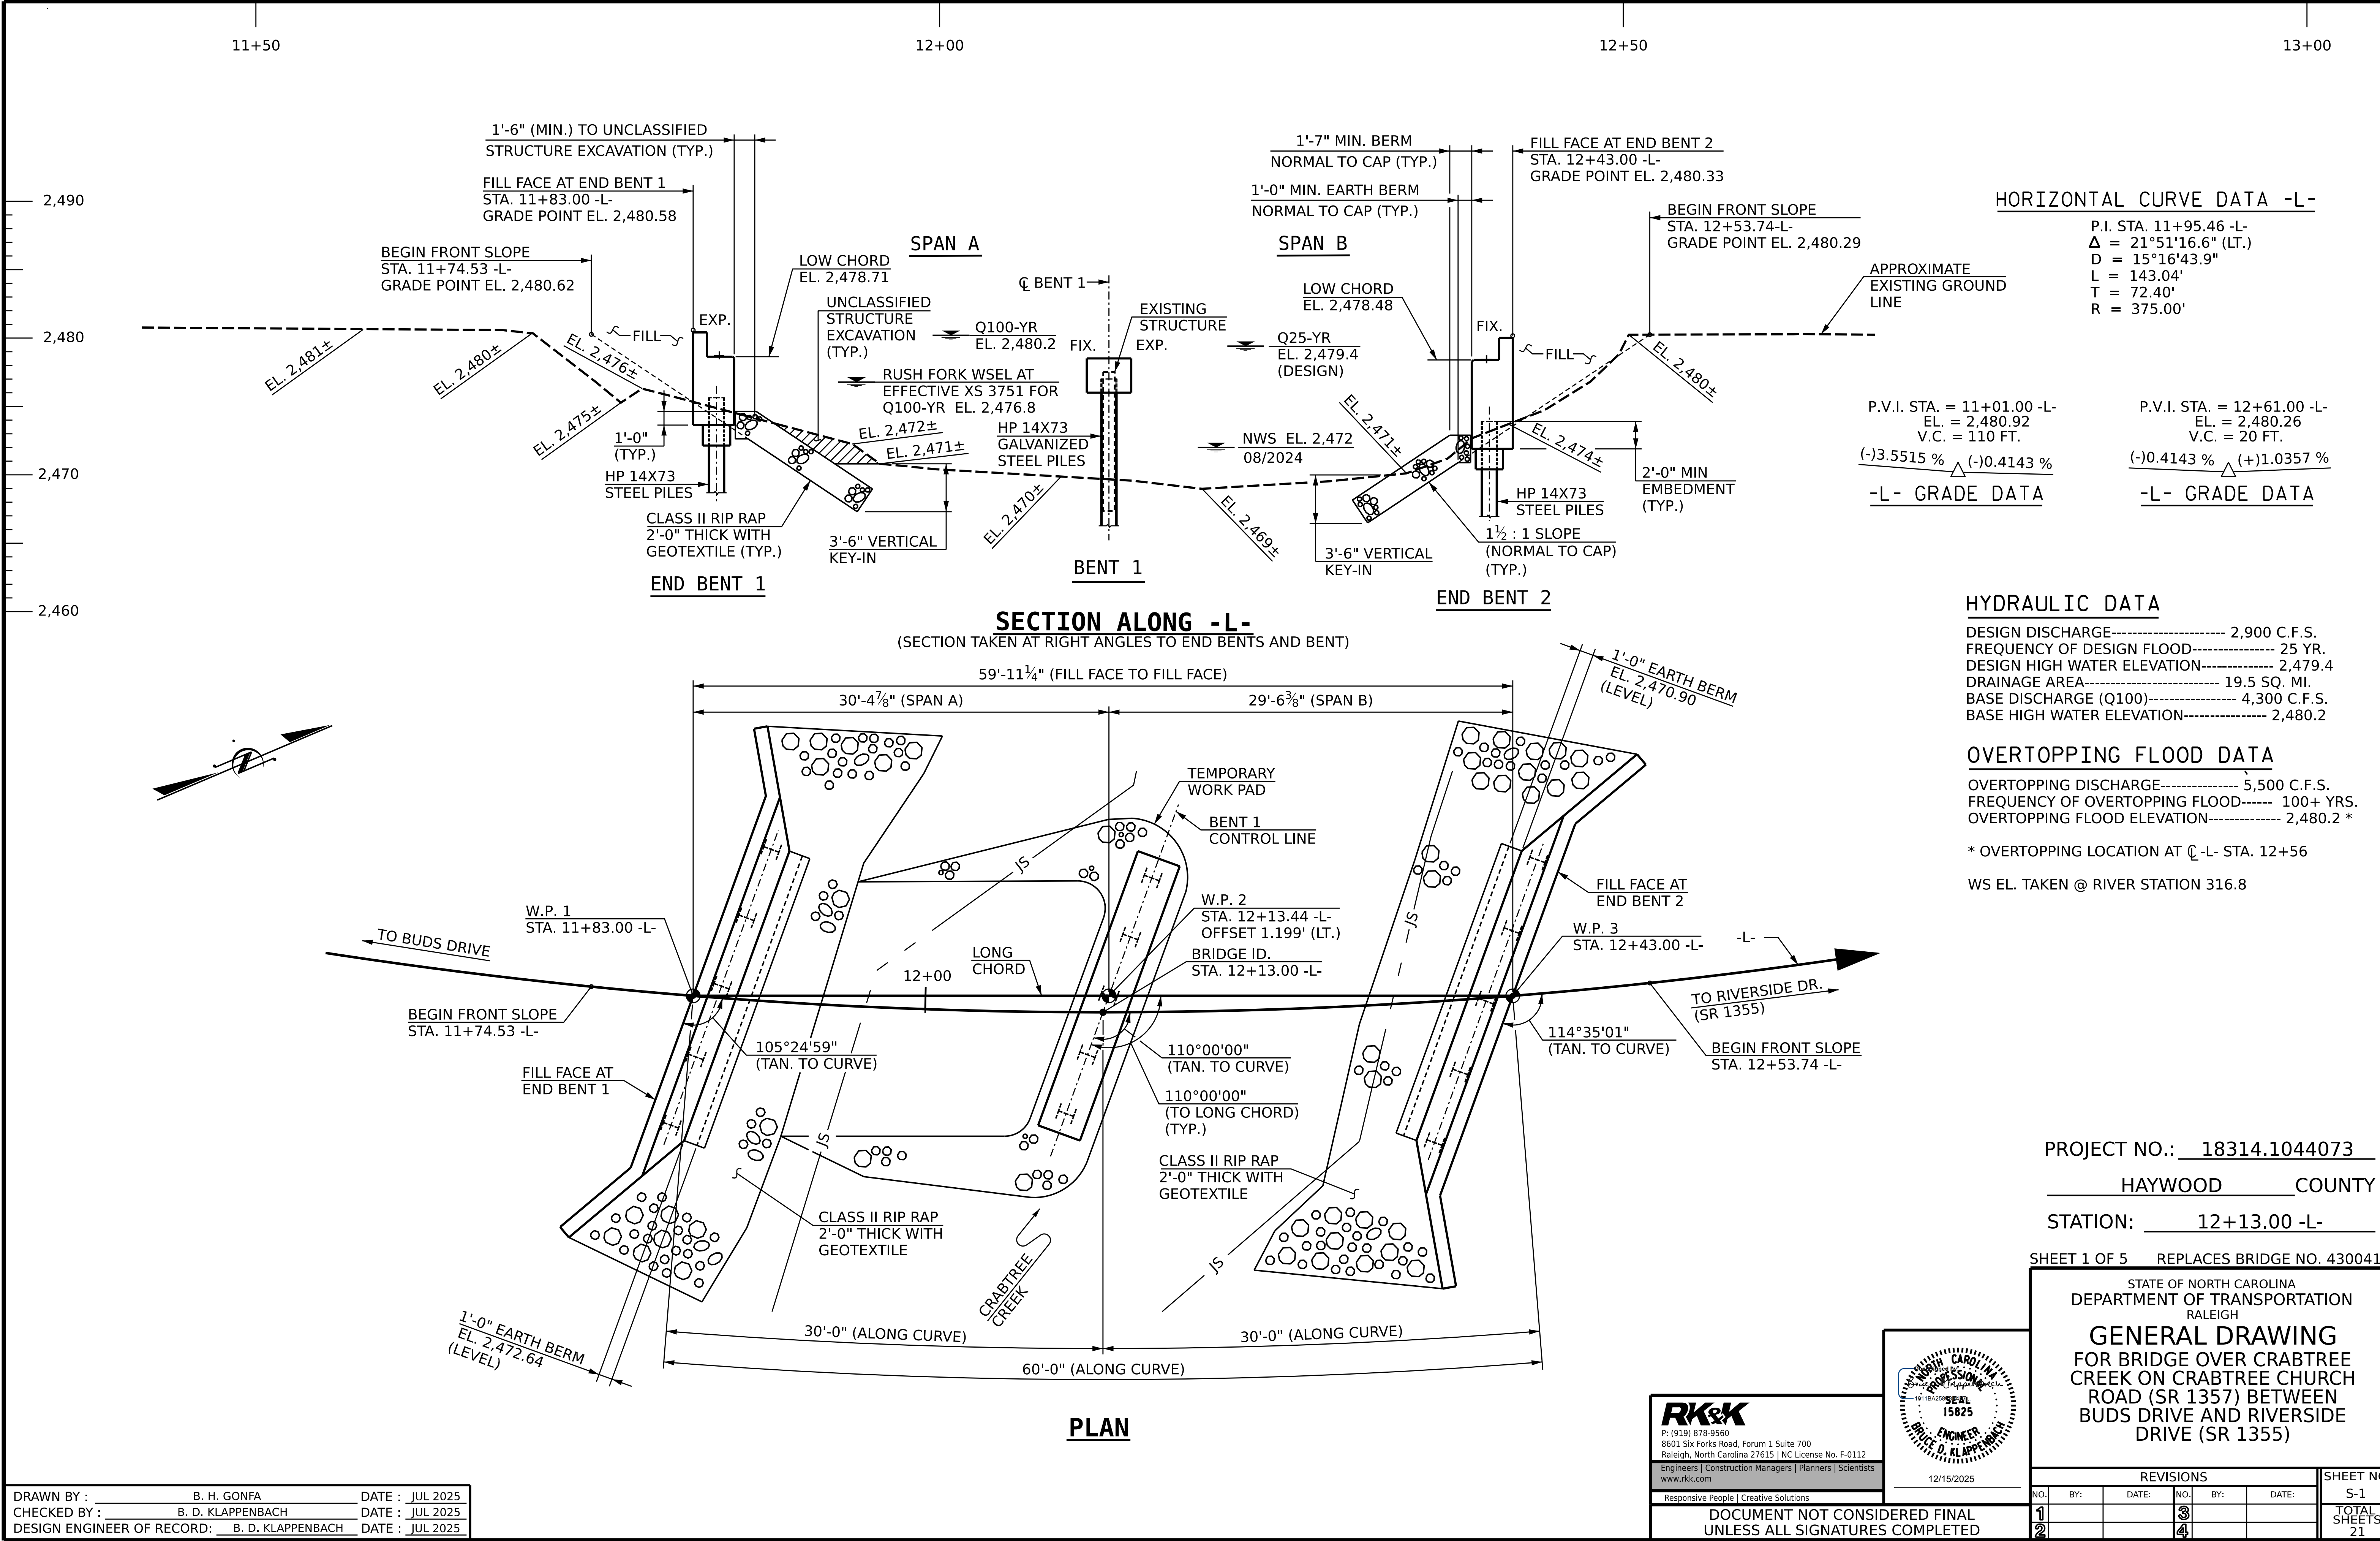 11+50
12+00
12+50
13+00
2,490
2,480
2,470
2,460
1'-6" (MIN.) TO UNCLASSIFIED
STRUCTURE EXCAVATION (TYP.)
FILL FACE AT END BENT 1
STA. 11+83.00 -L-
GRADE POINT EL. 2,480.58
BEGIN FRONT SLOPE
STA. 11+74.53 -L-
GRADE POINT EL. 2,480.62
SPAN A
LOW CHORD
EL. 2,478.71
UNCLASSIFIED
STRUCTURE
EXCAVATION
(TYP.)
EXP.
FILL
EL. 2,481±
EL. 2,480±
EL. 2,476±
EL. 2,475±
1'-0"
(TYP.)
HP 14X73
STEEL PILES
CLASS II RIP RAP
2'-0" THICK WITH
GEOTEXTILE (TYP.)
END BENT 1
Q100-YR
EL. 2,480.2
RUSH FORK WSEL AT
EFFECTIVE XS 3751 FOR
Q100-YR EL. 2,476.8
EL. 2,472±
EL. 2,471±
3'-6" VERTICAL
KEY-IN
℄ BENT 1
EXISTING
STRUCTURE
FIX.
EXP.
HP 14X73
GALVANIZED
STEEL PILES
EL. 2,470±
BENT 1
SPAN B
1'-7" MIN. BERM
NORMAL TO CAP (TYP.)
1'-0" MIN. EARTH BERM
NORMAL TO CAP (TYP.)
LOW CHORD
EL. 2,478.48
Q25-YR
EL. 2,479.4
(DESIGN)
NWS EL. 2,472
08/2024
EL. 2,471±
EL. 2,469±
3'-6" VERTICAL
KEY-IN
FIX.
FILL
FILL FACE AT END BENT 2
STA. 12+43.00 -L-
GRADE POINT EL. 2,480.33
BEGIN FRONT SLOPE
STA. 12+53.74-L-
GRADE POINT EL. 2,480.29
APPROXIMATE
EXISTING GROUND
LINE
EL. 2,480±
EL. 2,474±
2'-0" MIN
EMBEDMENT
(TYP.)
HP 14X73
STEEL PILES
1½ : 1 SLOPE
(NORMAL TO CAP)
(TYP.)
END BENT 2
SECTION ALONG -L-
(SECTION TAKEN AT RIGHT ANGLES TO END BENTS AND BENT)
HORIZONTAL CURVE DATA -L-
P.I. STA. 11+95.46 -L-
Δ = 21°51'16.6" (LT.)
D = 15°16'43.9"
L = 143.04'
T = 72.40'
R = 375.00'
P.V.I. STA. = 11+01.00 -L-
EL. = 2,480.92
V.C. = 110 FT.
(-)3.5515 % (-)0.4143 %
-L- GRADE DATA
P.V.I. STA. = 12+61.00 -L-
EL. = 2,480.26
V.C. = 20 FT.
(-)0.4143 % (+)1.0357 %
-L- GRADE DATA
HYDRAULIC DATA
DESIGN DISCHARGE---------------------- 2,900 C.F.S.
FREQUENCY OF DESIGN FLOOD---------------- 25 YR.
DESIGN HIGH WATER ELEVATION-------------- 2,479.4
DRAINAGE AREA-------------------------- 19.5 SQ. MI.
BASE DISCHARGE (Q100)----------------- 4,300 C.F.S.
BASE HIGH WATER ELEVATION---------------- 2,480.2
OVERTOPPING FLOOD DATA
OVERTOPPING DISCHARGE--------------- 5,500 C.F.S.
FREQUENCY OF OVERTOPPING FLOOD------ 100+ YRS.
OVERTOPPING FLOOD ELEVATION-------------- 2,480.2 *
* OVERTOPPING LOCATION AT ℄ -L- STA. 12+56
WS EL. TAKEN @ RIVER STATION 316.8
59'-11¼" (FILL FACE TO FILL FACE)
30'-4⅞" (SPAN A)
29'-6⅜" (SPAN B)
1'-0" EARTH BERM
EL. 2,470.90
(LEVEL)
TEMPORARY
WORK PAD
BENT 1
CONTROL LINE
JS
JS
JS
JS
W.P. 1
STA. 11+83.00 -L-
TO BUDS DRIVE
W.P. 2
STA. 12+13.44 -L-
OFFSET 1.199' (LT.)
BRIDGE ID.
STA. 12+13.00 -L-
LONG
CHORD
12+00
FILL FACE AT
END BENT 2
W.P. 3
STA. 12+43.00 -L-
-L-
TO RIVERSIDE DR.
(SR 1355)
BEGIN FRONT SLOPE
STA. 11+74.53 -L-
FILL FACE AT
END BENT 1
105°24'59"
(TAN. TO CURVE)
110°00'00"
(TAN. TO CURVE)
110°00'00"
(TO LONG CHORD)
(TYP.)
114°35'01"
(TAN. TO CURVE)
BEGIN FRONT SLOPE
STA. 12+53.74 -L-
CLASS II RIP RAP
2'-0" THICK WITH
GEOTEXTILE
CLASS II RIP RAP
2'-0" THICK WITH
GEOTEXTILE
CRABTREE
CREEK
1'-0" EARTH BERM
EL. 2,472.64
(LEVEL)
30'-0" (ALONG CURVE)
30'-0" (ALONG CURVE)
60'-0" (ALONG CURVE)
PLAN
PROJECT NO.: 18314.1044073
HAYWOOD COUNTY
STATION: 12+13.00 -L-
SHEET 1 OF 5 REPLACES BRIDGE NO. 430041
STATE OF NORTH CAROLINA
DEPARTMENT OF TRANSPORTATION
RALEIGH
GENERAL DRAWING
FOR BRIDGE OVER CRABTREE
CREEK ON CRABTREE CHURCH
ROAD (SR 1357) BETWEEN
BUDS DRIVE AND RIVERSIDE
DRIVE (SR 1355)
REVISIONS
NO. BY: DATE: NO. BY: DATE:
1 3
2 4
SHEET NO
S-1
TOTAL
SHEETS
21
NORTH CAROLINA
PROFESSIONAL
SEAL
15825
ENGINEER
BRUCE D. KLAPPENBACH
12/15/2025
RK&K
P: (919) 878-9560
8601 Six Forks Road, Forum 1 Suite 700
Raleigh, North Carolina 27615 | NC License No. F-0112
Engineers | Construction Managers | Planners | Scientists
www.rkk.com
Responsive People | Creative Solutions
DOCUMENT NOT CONSIDERED FINAL
UNLESS ALL SIGNATURES COMPLETED
DRAWN BY : B. H. GONFA DATE : JUL 2025
CHECKED BY : B. D. KLAPPENBACH DATE : JUL 2025
DESIGN ENGINEER OF RECORD: B. D. KLAPPENBACH DATE : JUL 2025